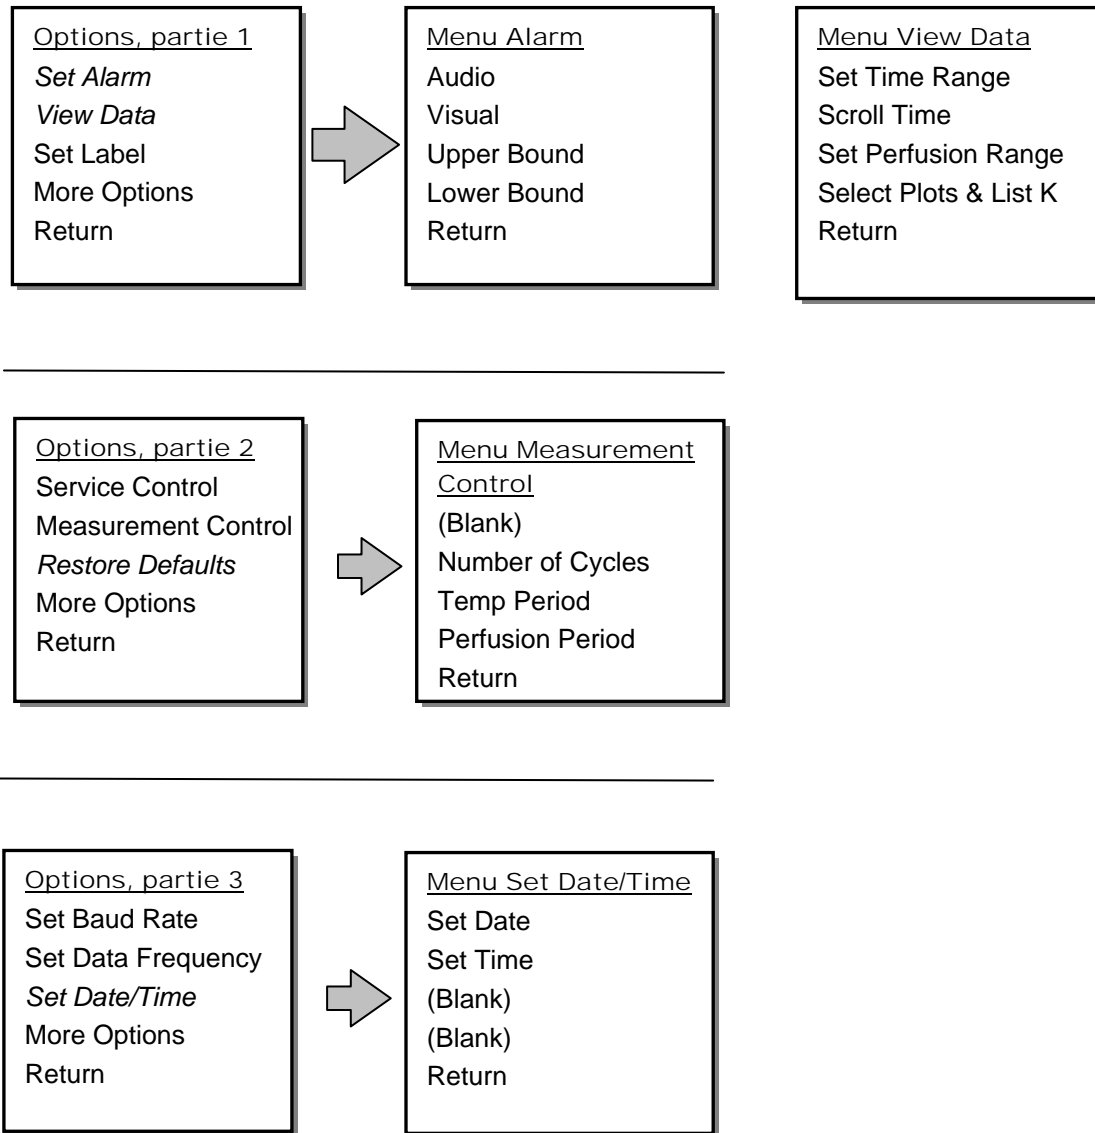 Options, partie 1
Set Alarm
View Data
Set Label
More Options
Return
Menu Alarm
Audio
Visual
Upper Bound
Lower Bound
Return
Menu View Data
Set Time Range
Scroll Time
Set Perfusion Range
Select Plots & List K
Return
Options, partie 2
Service Control
Measurement Control
Restore Defaults
More Options
Return
Menu Measurement
Control
(Blank)
Number of Cycles
Temp Period
Perfusion Period
Return
Options, partie 3
Set Baud Rate
Set Data Frequency
Set Date/Time
More Options
Return
Menu Set Date/Time
Set Date
Set Time
(Blank)
(Blank)
Return